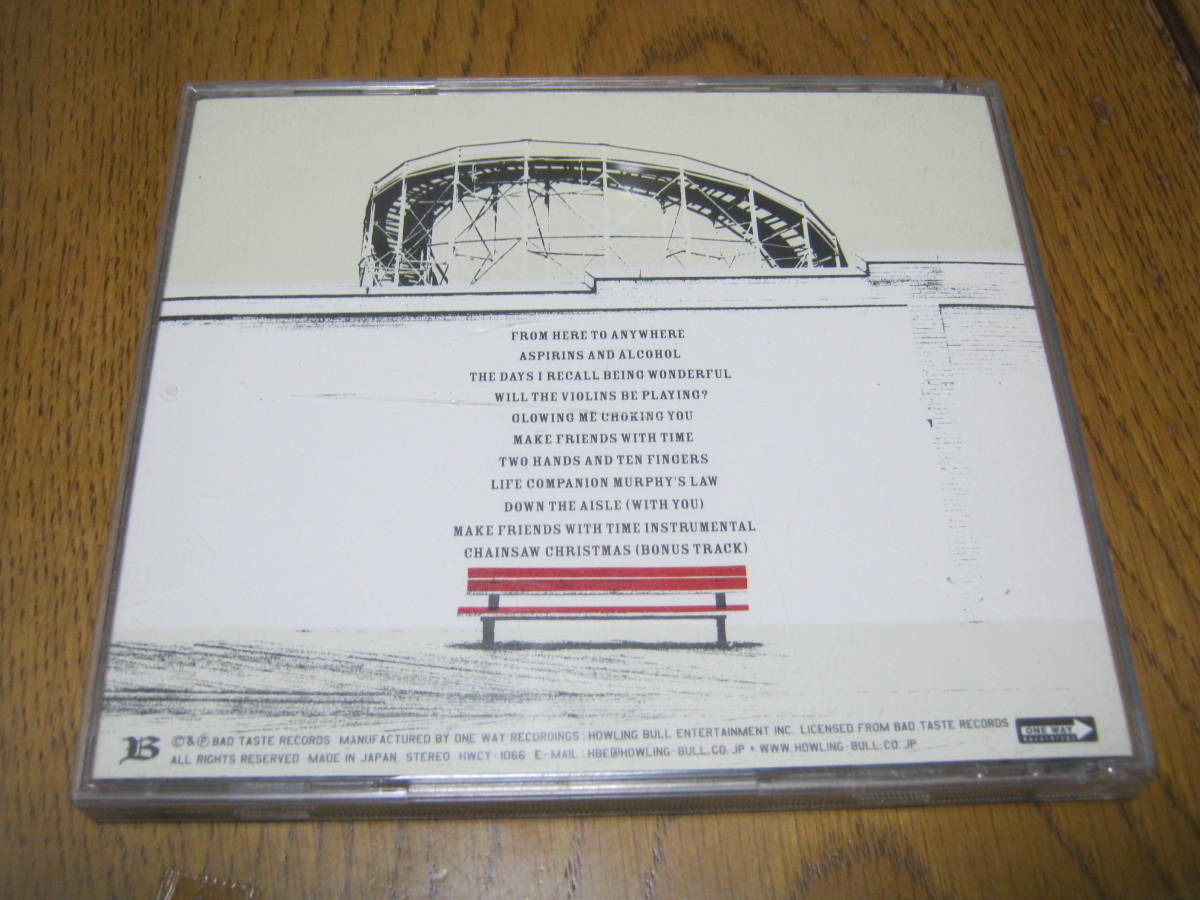 FROM HERE TO ANYWHERE
ASPIRINS AND ALCOHOL
THE DAYS I RECALL BEING WONDERFUL
WILL THE VIOLINS BE PLAYING?
GLOWING ME CHOKING YOU
MAKE FRIENDS WITH TIME
TWO HANDS AND TEN FINGERS
LIFE COMPANION MURPHY'S LAW
DOWN THE AISLE (WITH YOU)
MAKE FRIENDS WITH TIME INSTRUMENTAL
CHAINSAW CHRISTMAS (BONUS TRACK)
B
©&℗ BAD TASTE RECORDS MANUFACTURED BY ONE WAY RECORDINGS : HOWLING BULL ENTERTAINMENT INC. LICENSED FROM BAD TASTE RECORDS
ALL RIGHTS RESERVED MADE IN JAPAN. STEREO HWCY-1066 E-MAIL : HBE@HOWLING-BULL.CO.JP • WWW.HOWLING-BULL.CO.JP
ONE WAY